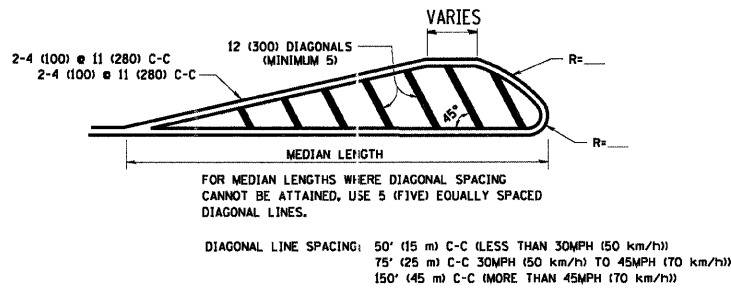 VARIES
12 (300) DIAGONALS
(MINIMUM 5)
2-4 (100) @ 11 (280) C-C
2-4 (100) @ 11 (280) C-C
R=___
45°
R=___
MEDIAN LENGTH
FOR MEDIAN LENGTHS WHERE DIAGONAL SPACING
CANNOT BE ATTAINED, USE 5 (FIVE) EQUALLY SPACED
DIAGONAL LINES.
DIAGONAL LINE SPACING: 50' (15 m) C-C (LESS THAN 30MPH (50 km/h))
75' (25 m) C-C 30MPH (50 km/h) TO 45MPH (70 km/h))
150' (45 m) C-C (MORE THAN 45MPH (70 km/h))